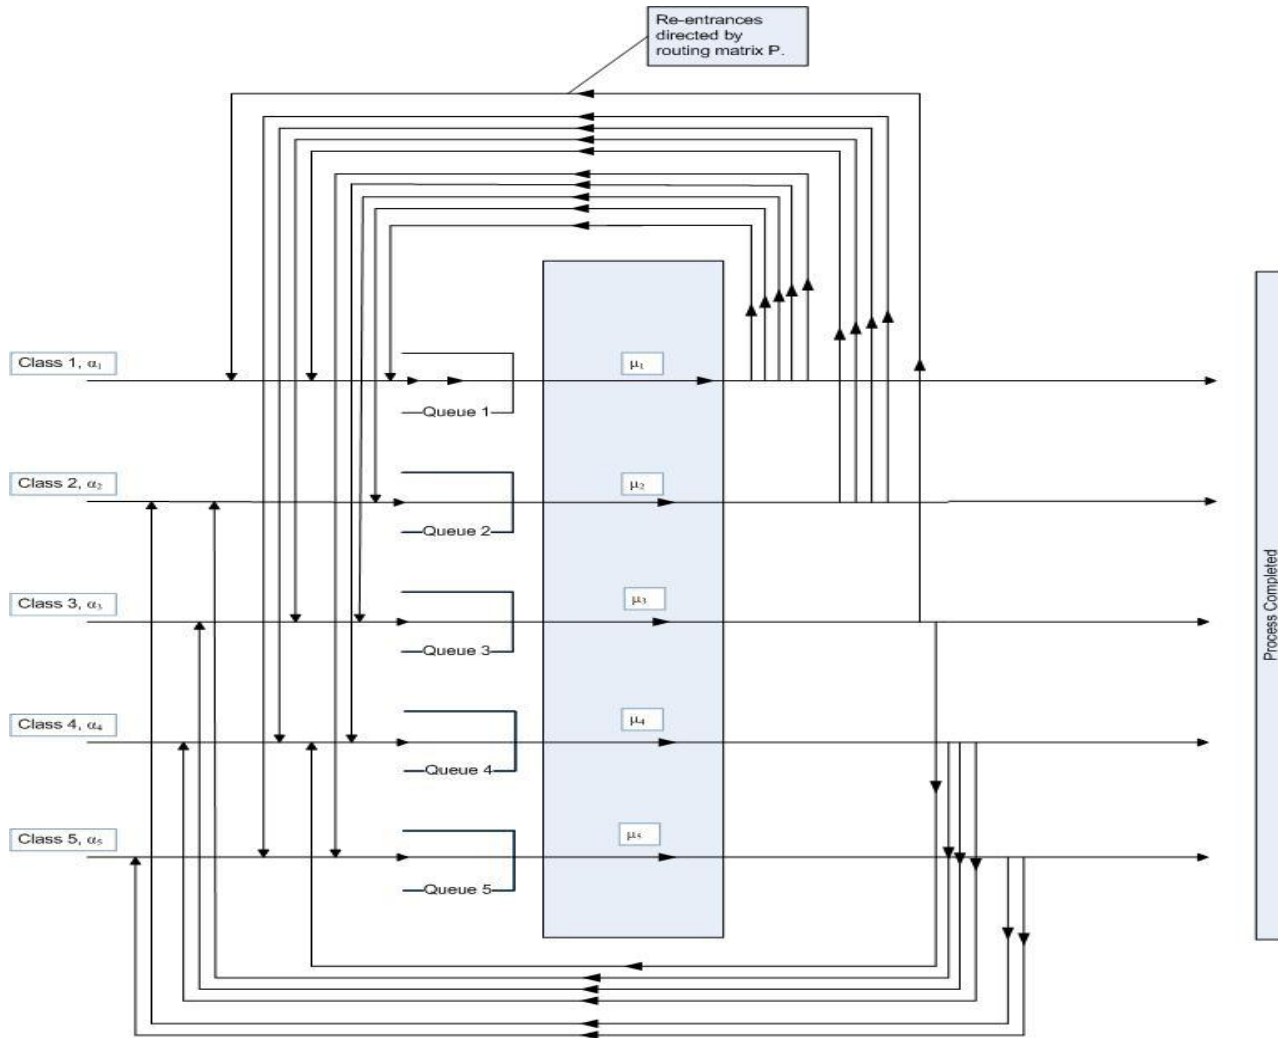 Re-entrances
directed by
routing matrix P.
Class 1, α₁
μ₁
Queue 1
Class 2, α₂
μ₂
Queue 2
Class 3, α₃
μ₃
Queue 3
Class 4, α₄
μ₄
Queue 4
Class 5, α₅
μ₅
Queue 5
Process Completed